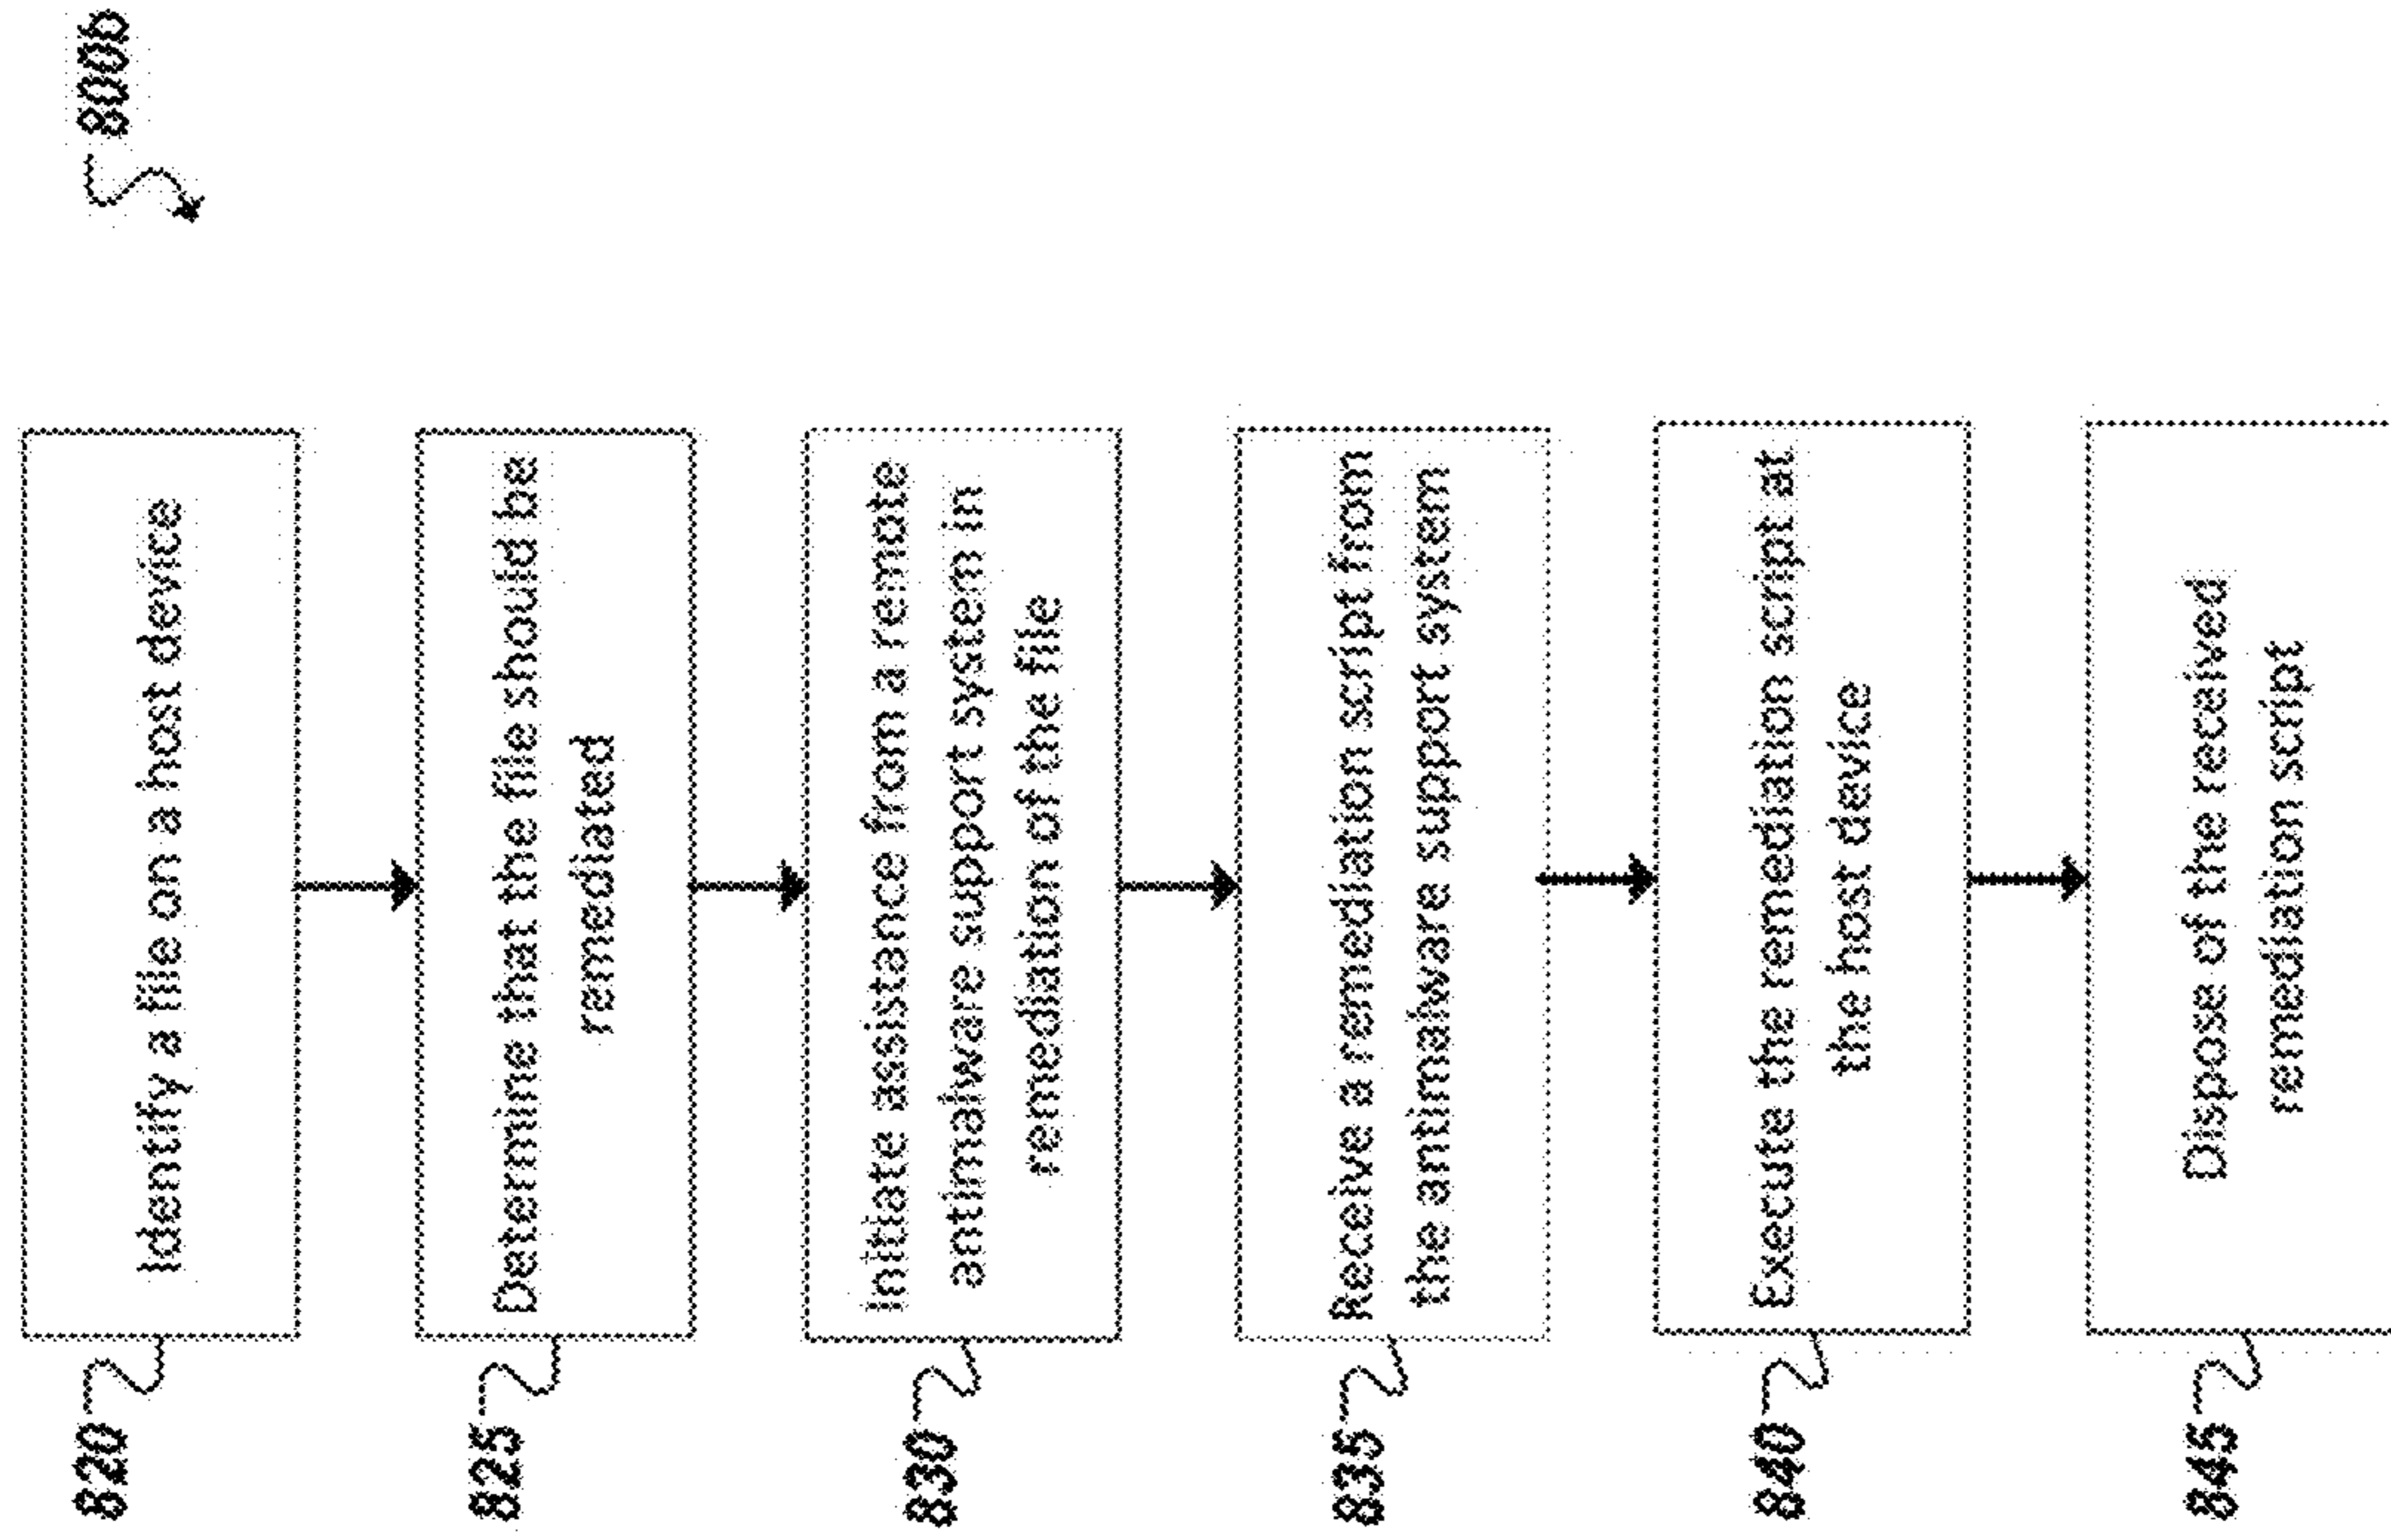 800b
820
Identify a file on a host device
825
Determine that the file should be
remediated
830
Initiate assistance from a remote
antimalware support system in
remediation of the file
835
Receive a remediation script from
the antimalware support system
840
Execute the remediation script at
the host device
845
Dispose of the received
remediation script